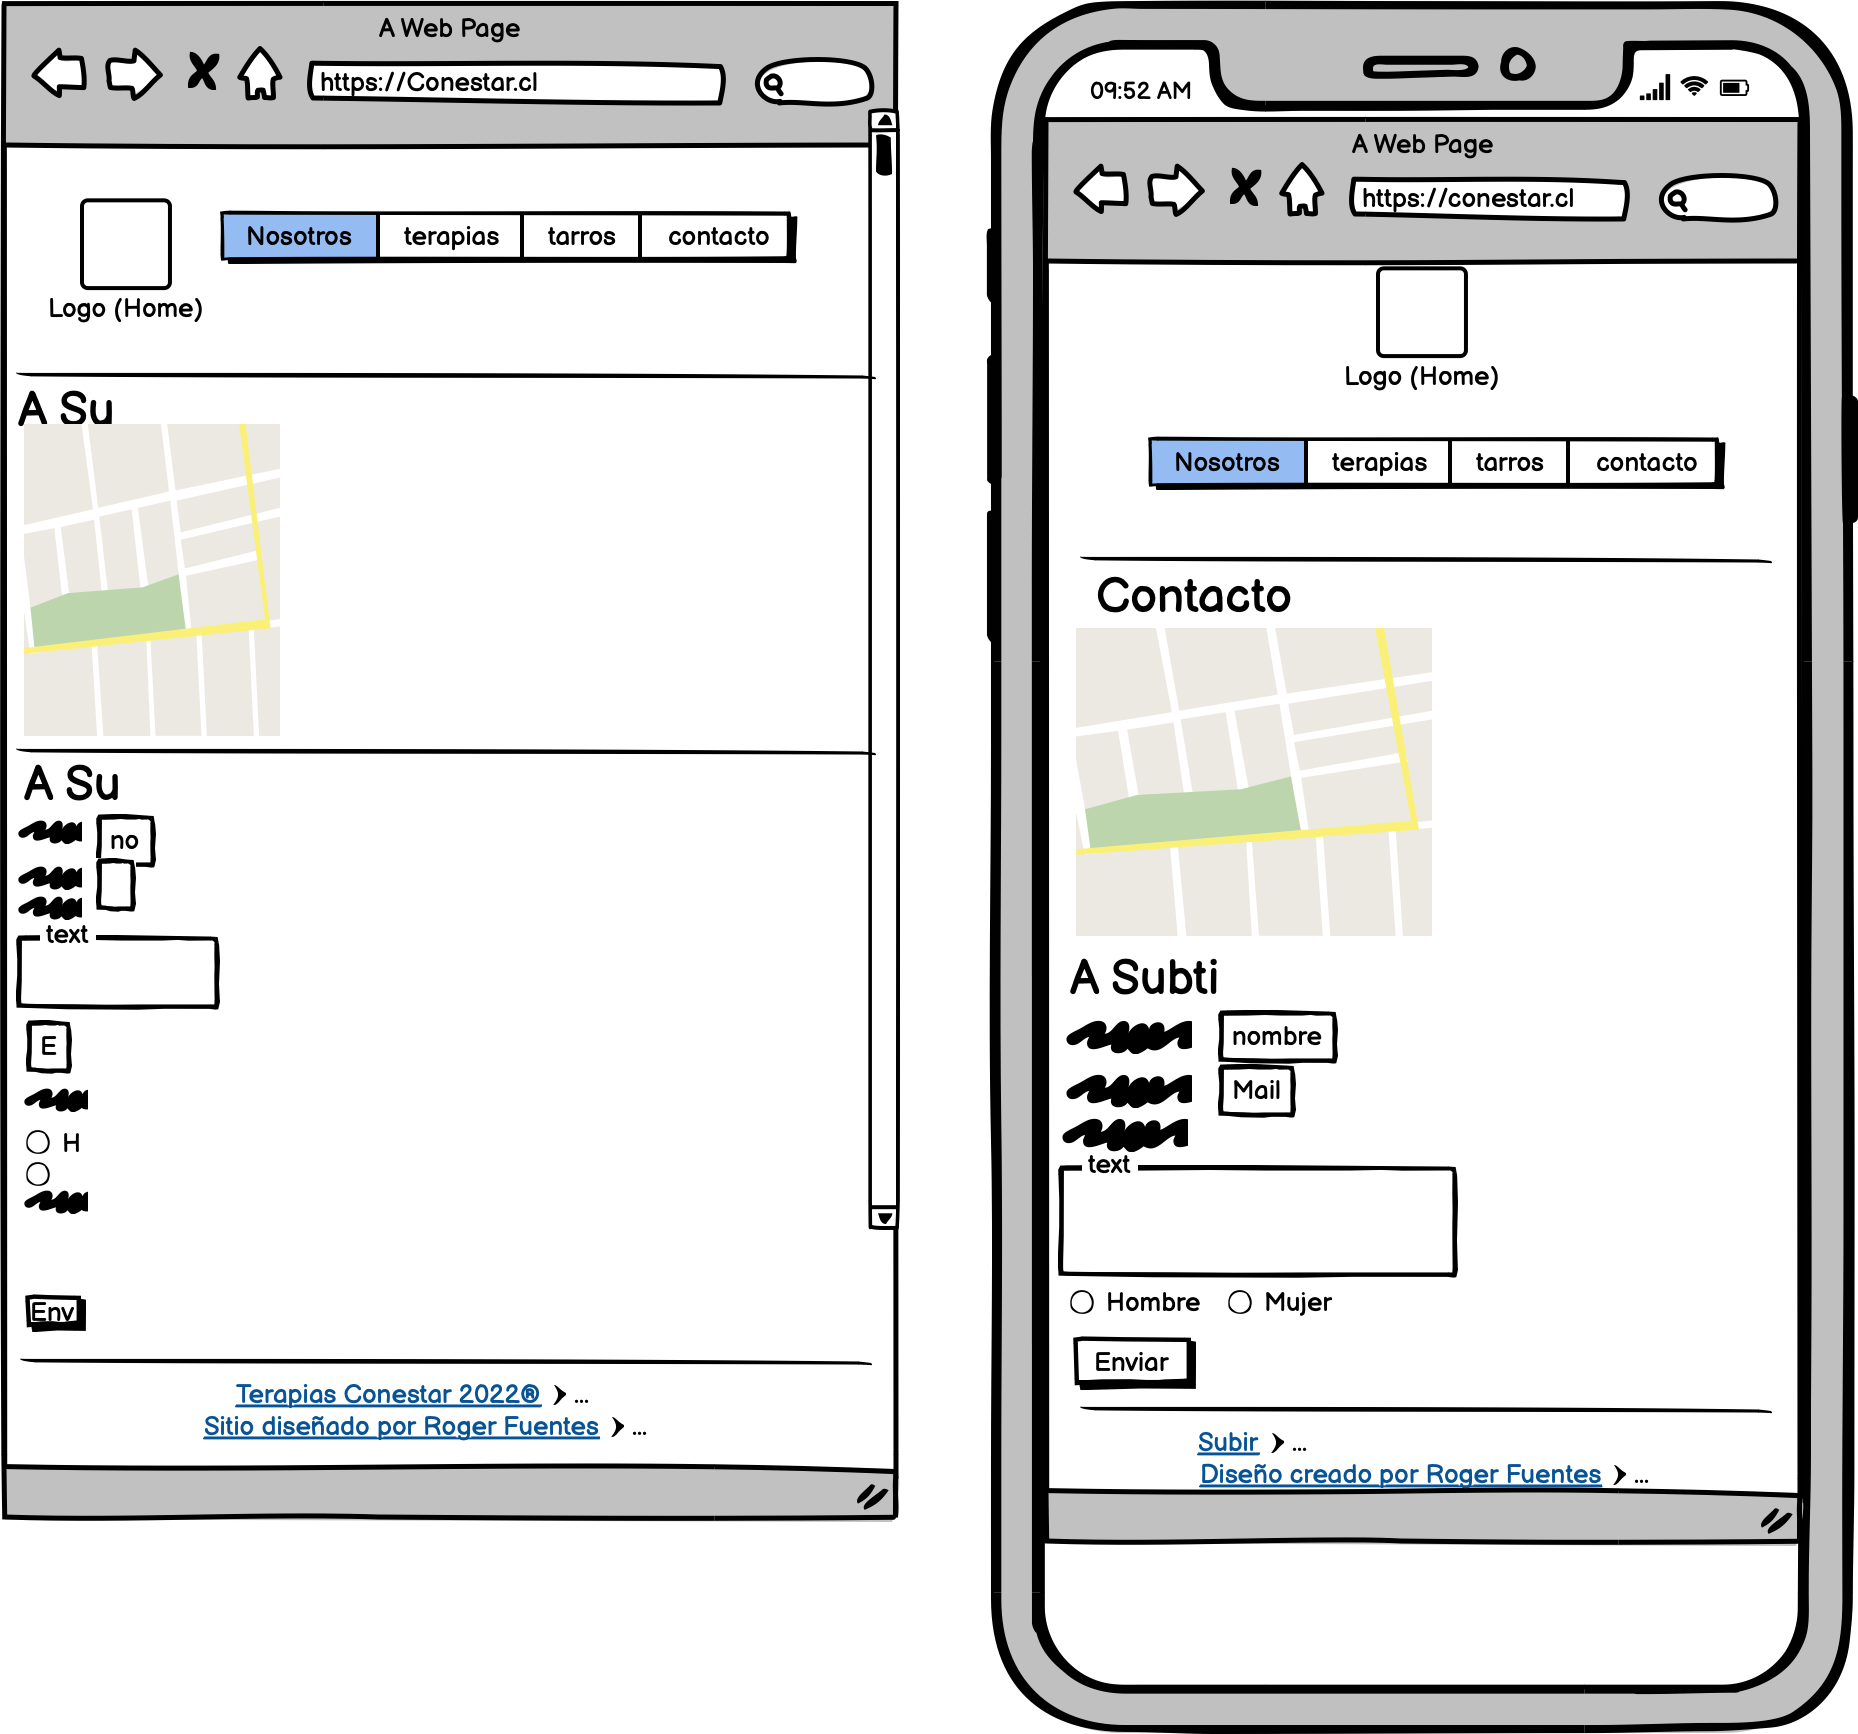 A Web Page
https://Conestar.cl
Nosotros terapias tarros contacto
Logo (Home)
A Su
A Su
no
text
E
H
Env
Terapias Conestar 2022® ...
Sitio diseñado por Roger Fuentes ...
09:52 AM
A Web Page
https://conestar.cl
Logo (Home)
Nosotros terapias tarros contacto
Contacto
A Subti
nombre
Mail
text
Hombre Mujer
Enviar
Subir ...
Diseño creado por Roger Fuentes ...